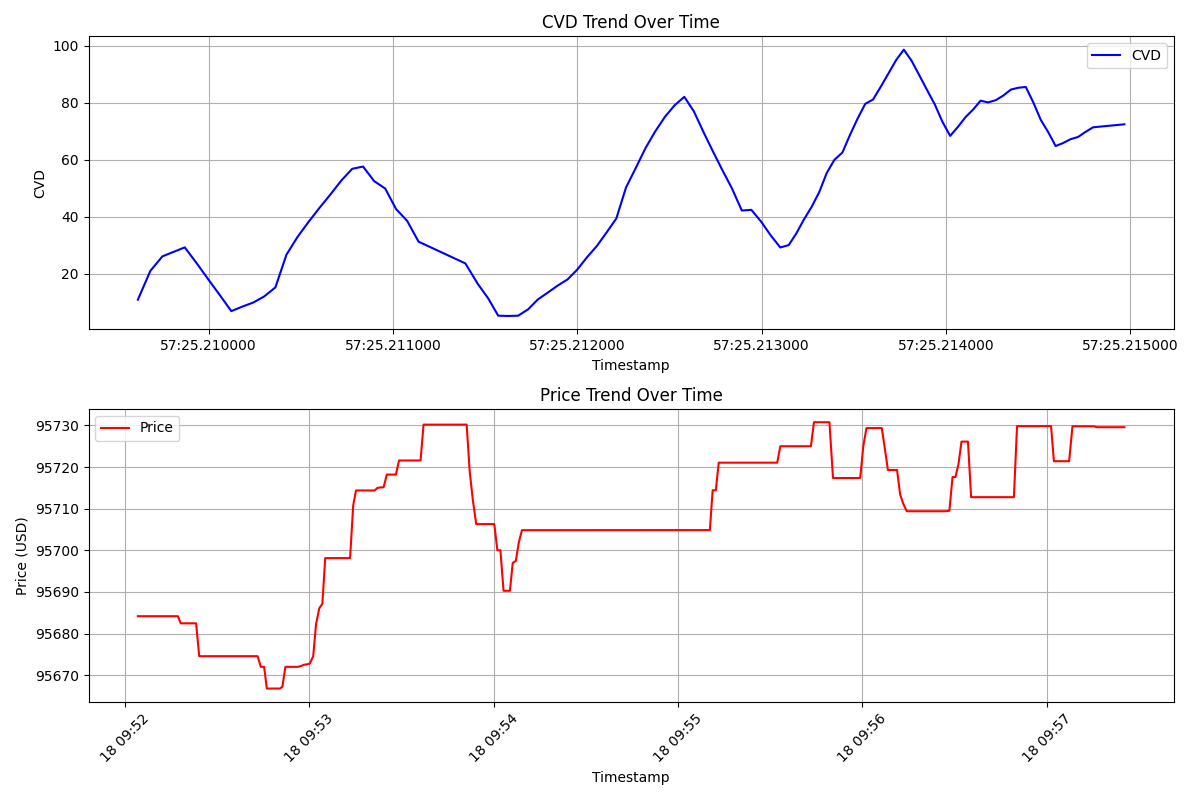 CVD Trend Over Time
CVD
100
80
60
40
20
CVD
57:25.210000 57:25.211000 57:25.212000 57:25.213000 57:25.214000 57:25.215000
Timestamp
Price Trend Over Time
Price
95730
95720
95710
95700
95690
95680
95670
Price (USD)
18 09:52 18 09:53 18 09:54 18 09:55 18 09:56 18 09:57
Timestamp